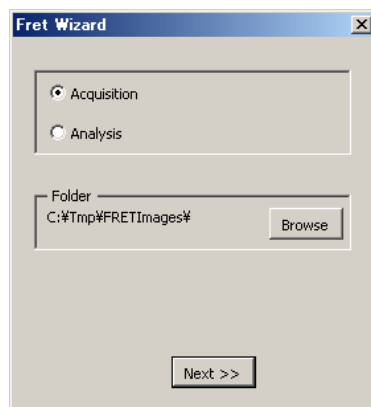 Fret Wizard
Acquisition
Analysis
Folder
C:¥Tmp¥FRETImages¥
Browse
Next >>